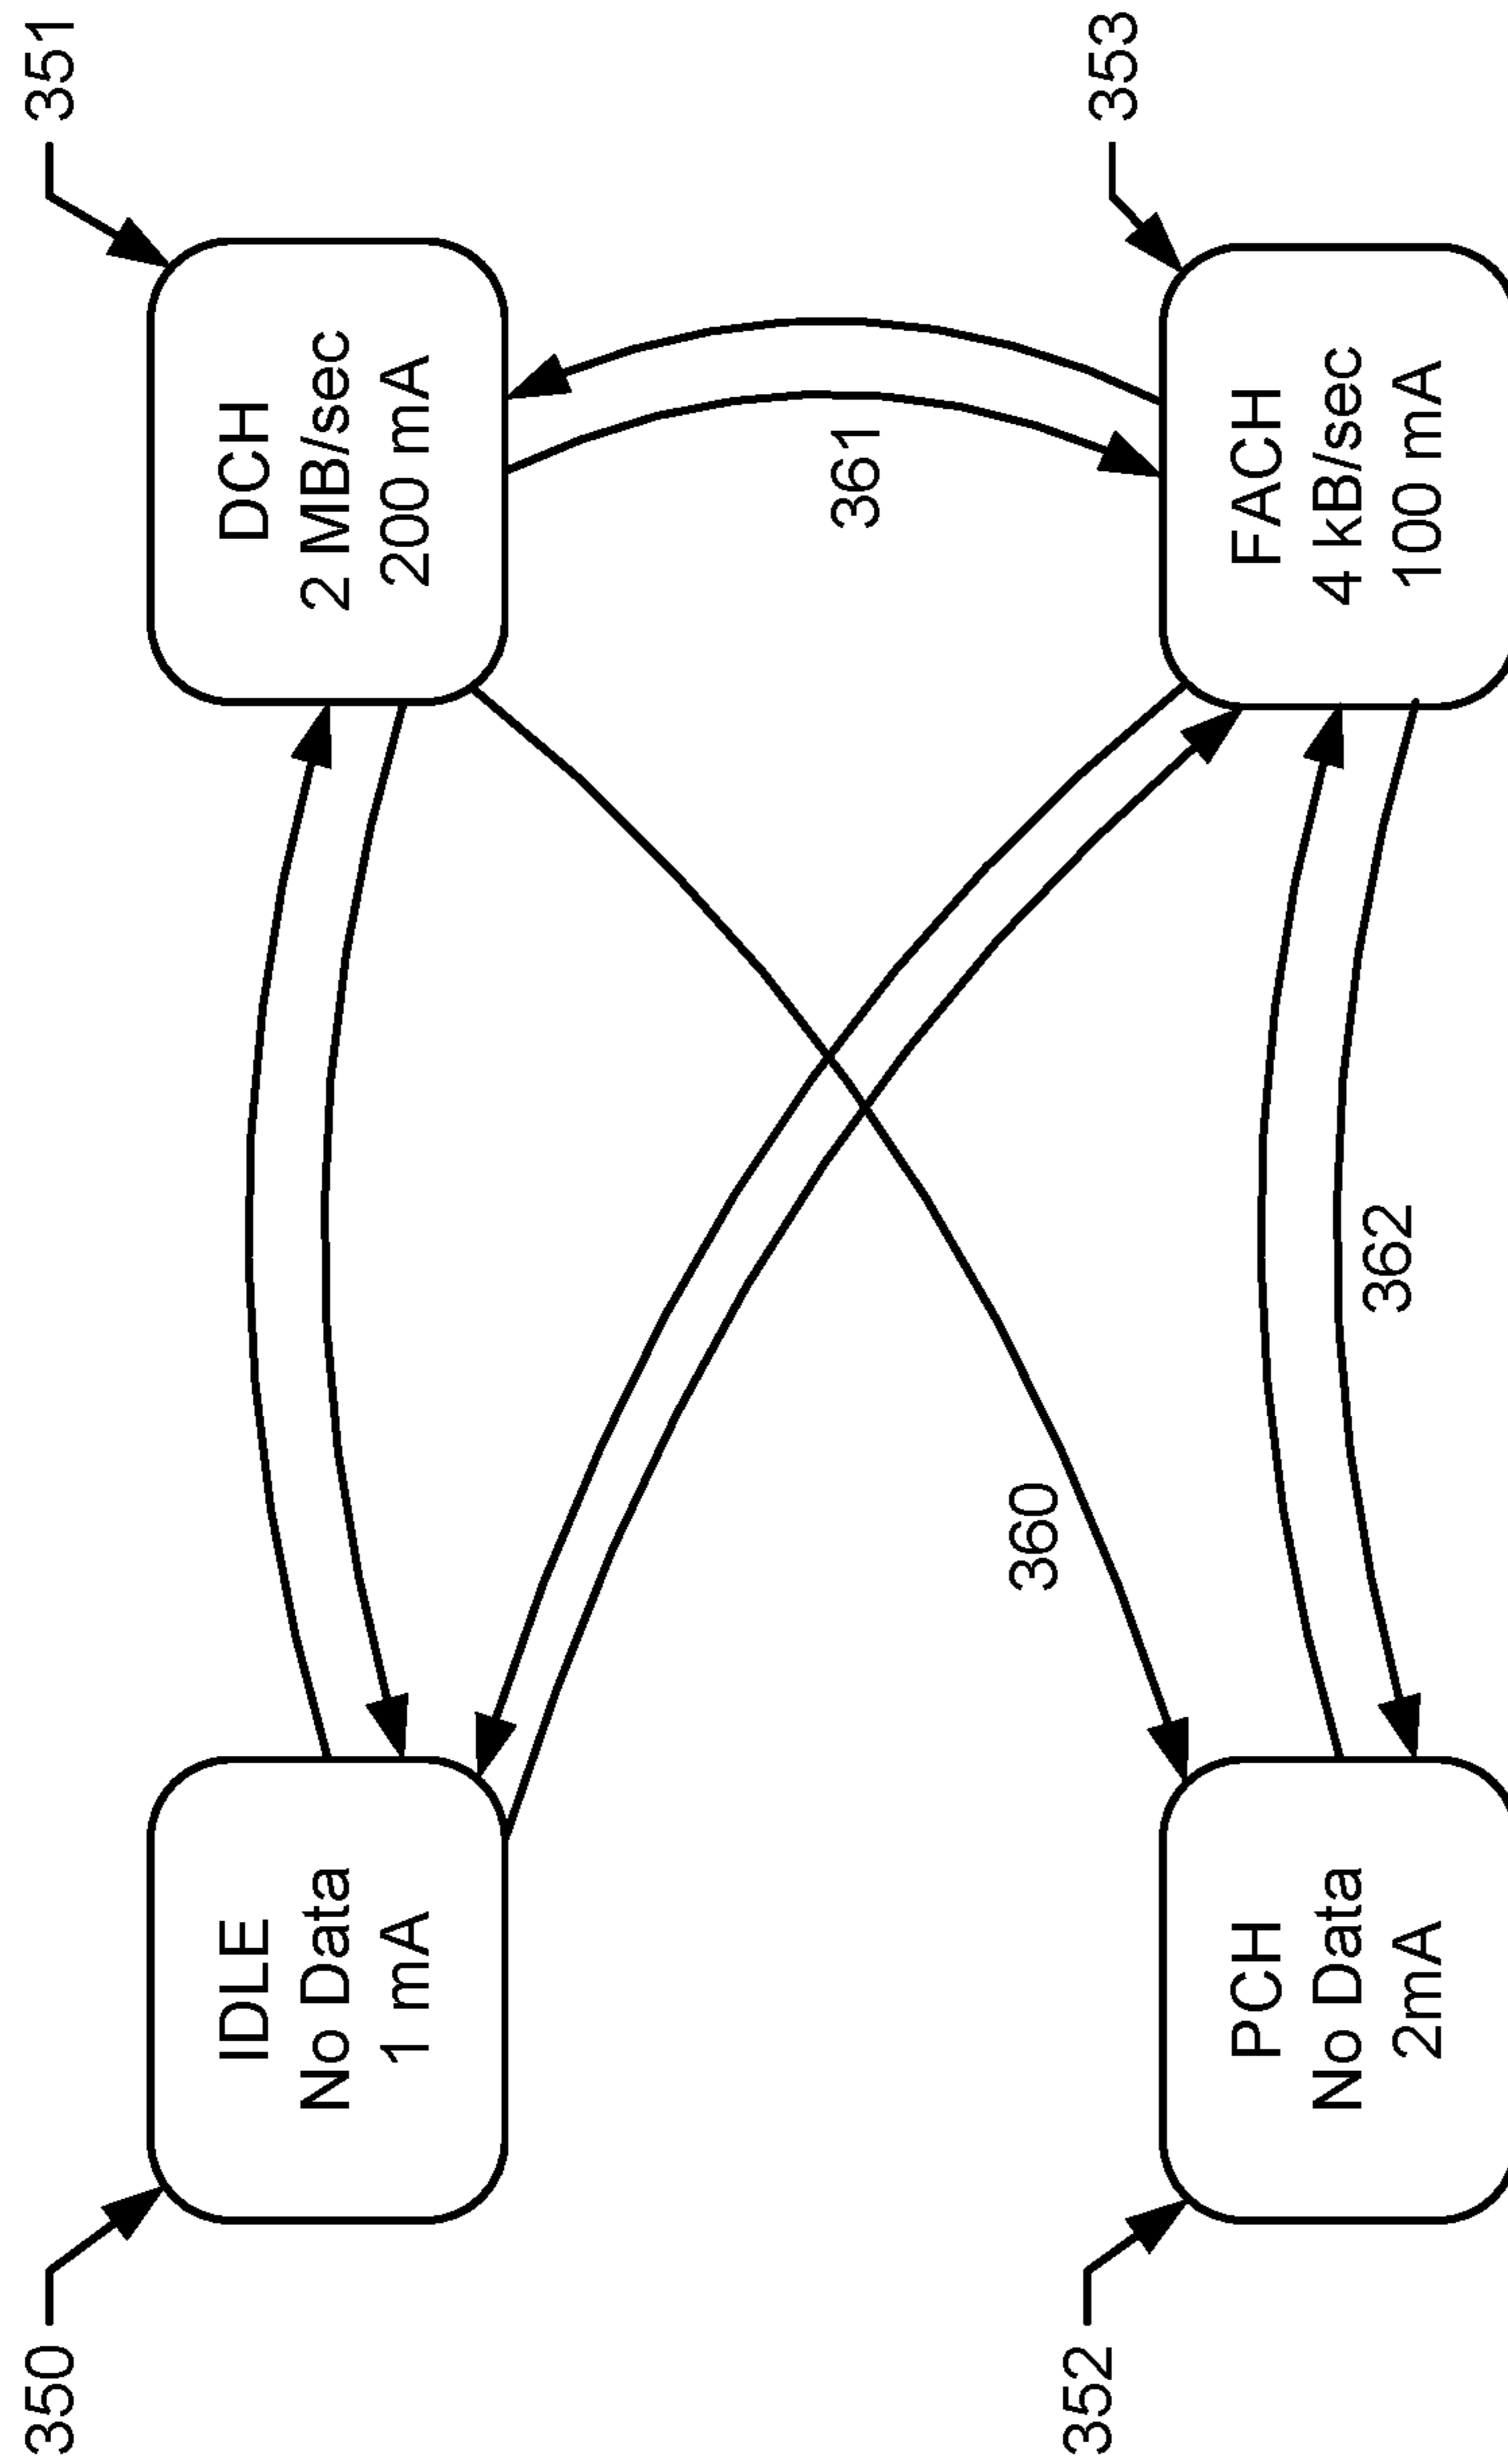 350
351
IDLE
No Data
1 mA
DCH
2 MB/sec
200 mA
361
360
352
353
PCH
No Data
2mA
FACH
4 kB/sec
100 mA
362